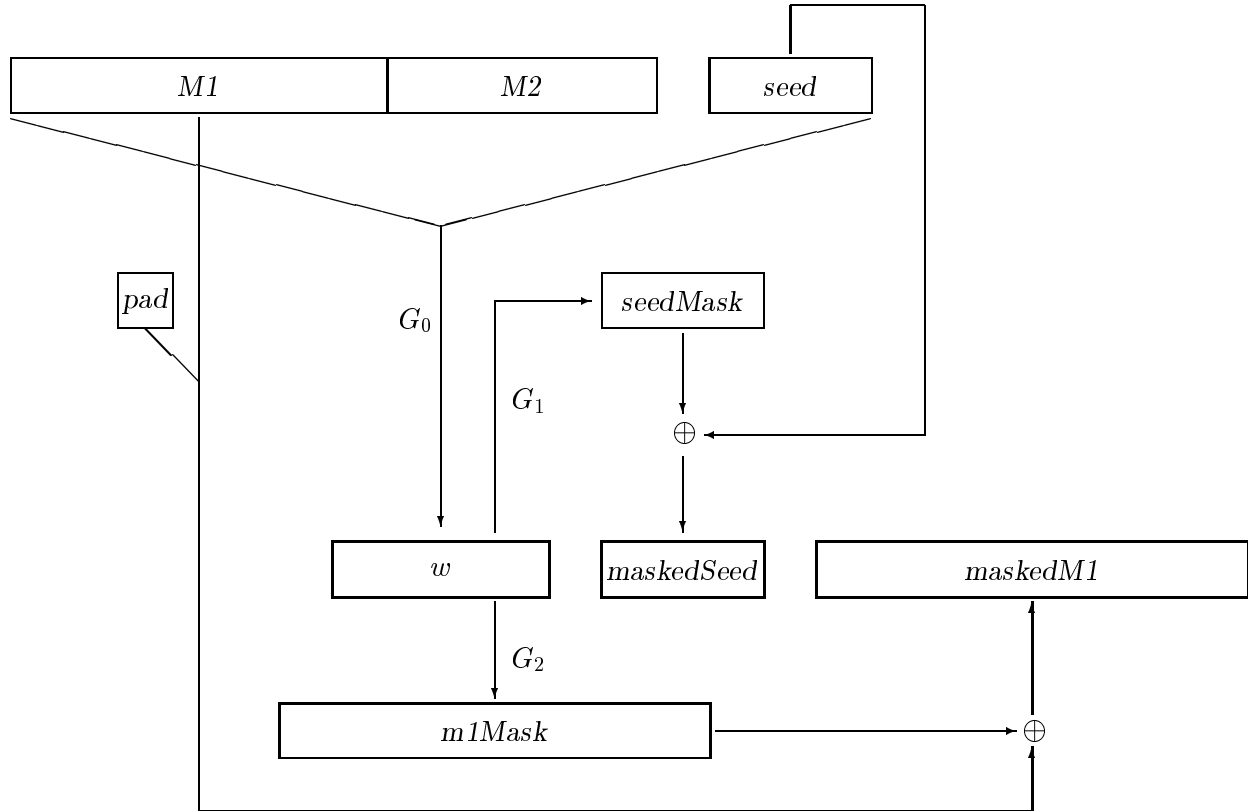 M1 M2 seed
pad
G₀
seedMask
G₁
⊕
w
maskedSeed
maskedM1
G₂
m1Mask
⊕